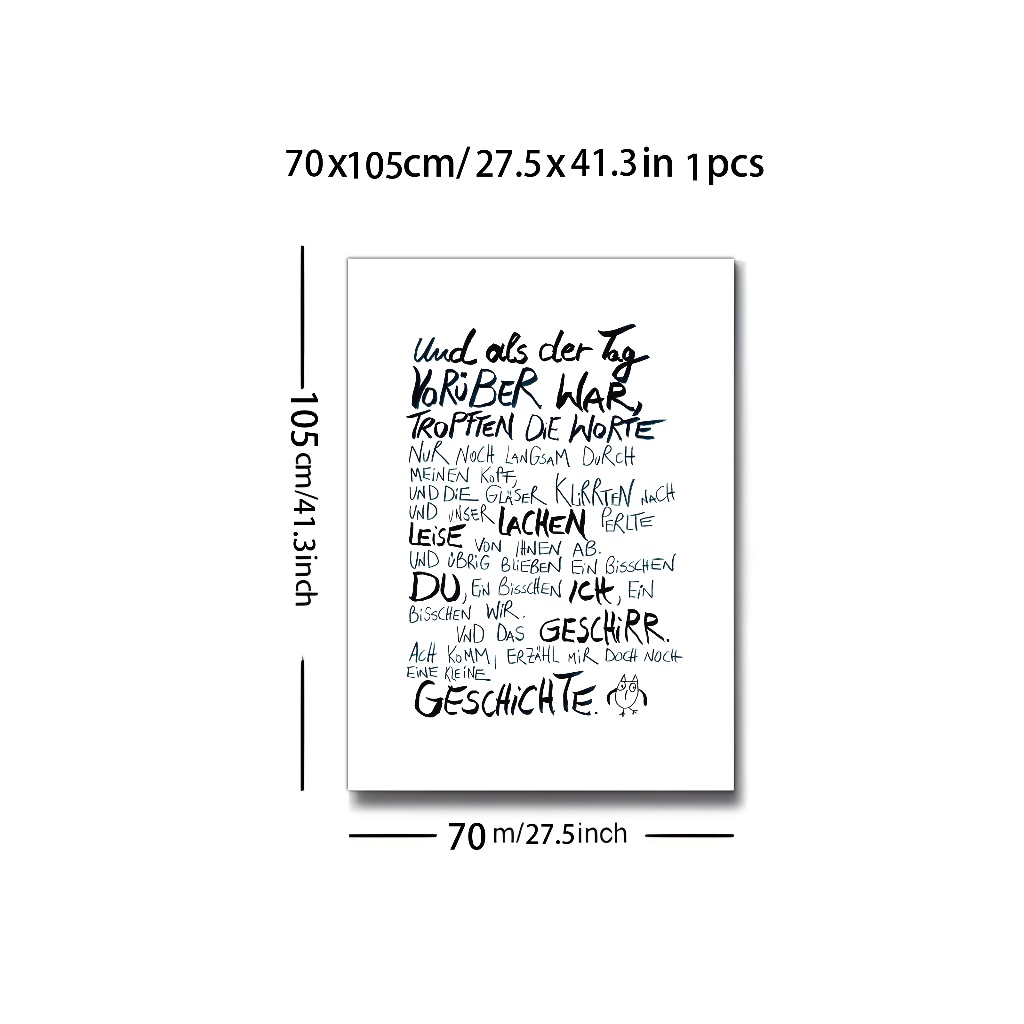 70x105cm/27.5x41.3in 1pcs
105cm/41.3inch
Und als der Tag
VORÜBER WAR,
TROPFTEN DIE WORTE
NUR NOCH LANGSAM DURCH
MEINEN KOPF,
UND DIE GLÄSER KLIRRTEN NACH
UND UNSER LACHEN PERLTE
LEISE VON IHNEN AB.
UND ÜBRIG BLIEBEN EIN BISSCHEN
DU, EIN BISSCHEN ICH, EIN
BISSCHEN WIR.
UND DAS GESCHIRR.
ACH KOMM, ERZÄHL MIR DOCH NOCH
EINE KLEINE
GESCHICHTE.
70 m/27.5inch